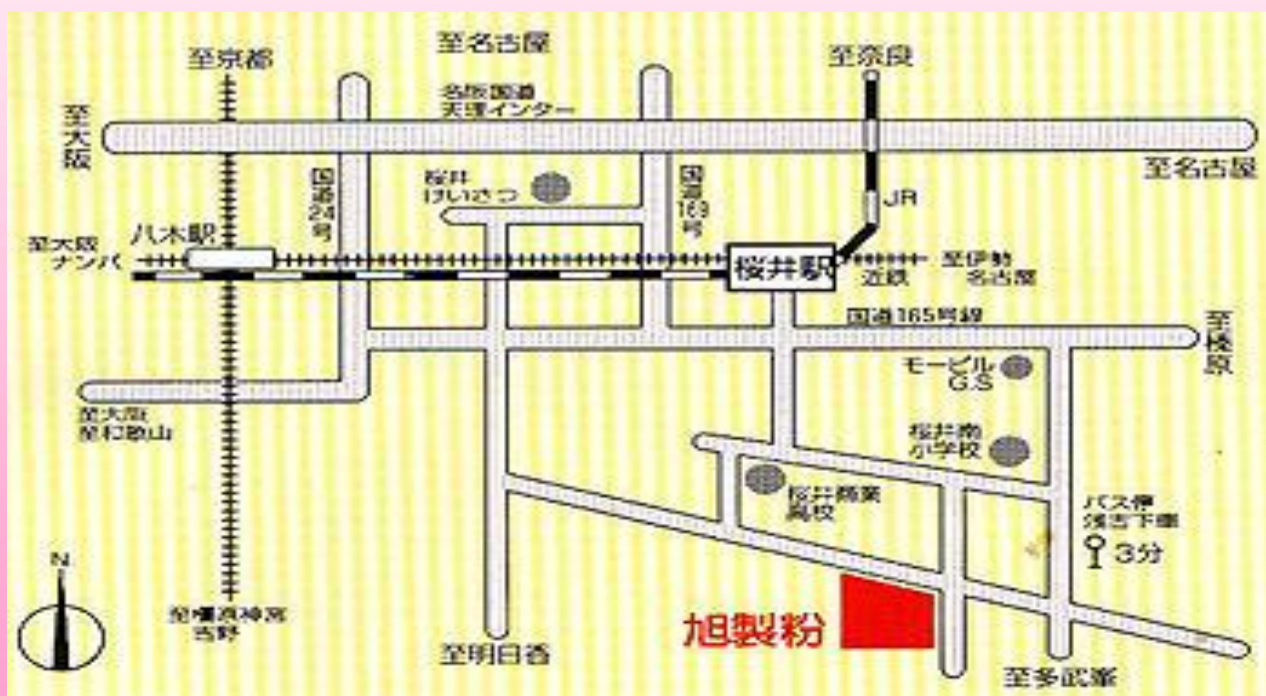 至京都
至名古屋
至奈良
至大阪
名阪国道
天理インター
至名古屋
国道24号
桜井
けいさつ
国道169号
JR
至大阪
ナンバ
八木駅
桜井駅
近鉄
至伊勢
名古屋
国道165号線
至榛原
モービル
G.S
至大阪
至和歌山
桜井南
小学校
桜井商業
高校
バス停
浅古下車
3分
N
旭製粉
至橿原神宮
吉野
至明日香
至多武峯